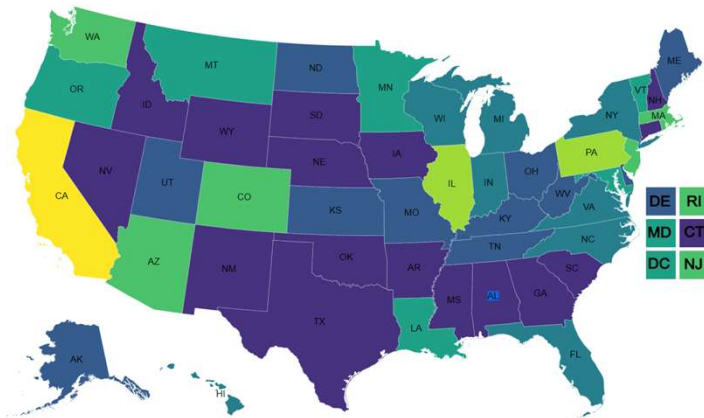 WA
MT
ND
MN
ME
VT
NH
OR
ID
SD
WI
MI
NY
MA
WY
IA
NE
PA
NV
UT
CO
IL
IN
OH
WV
VA
DE
RI
CA
KS
MO
KY
MD
CT
TN
NC
DC
NJ
AZ
NM
OK
AR
SC
MS
AL
GA
TX
LA
FL
AK
HI